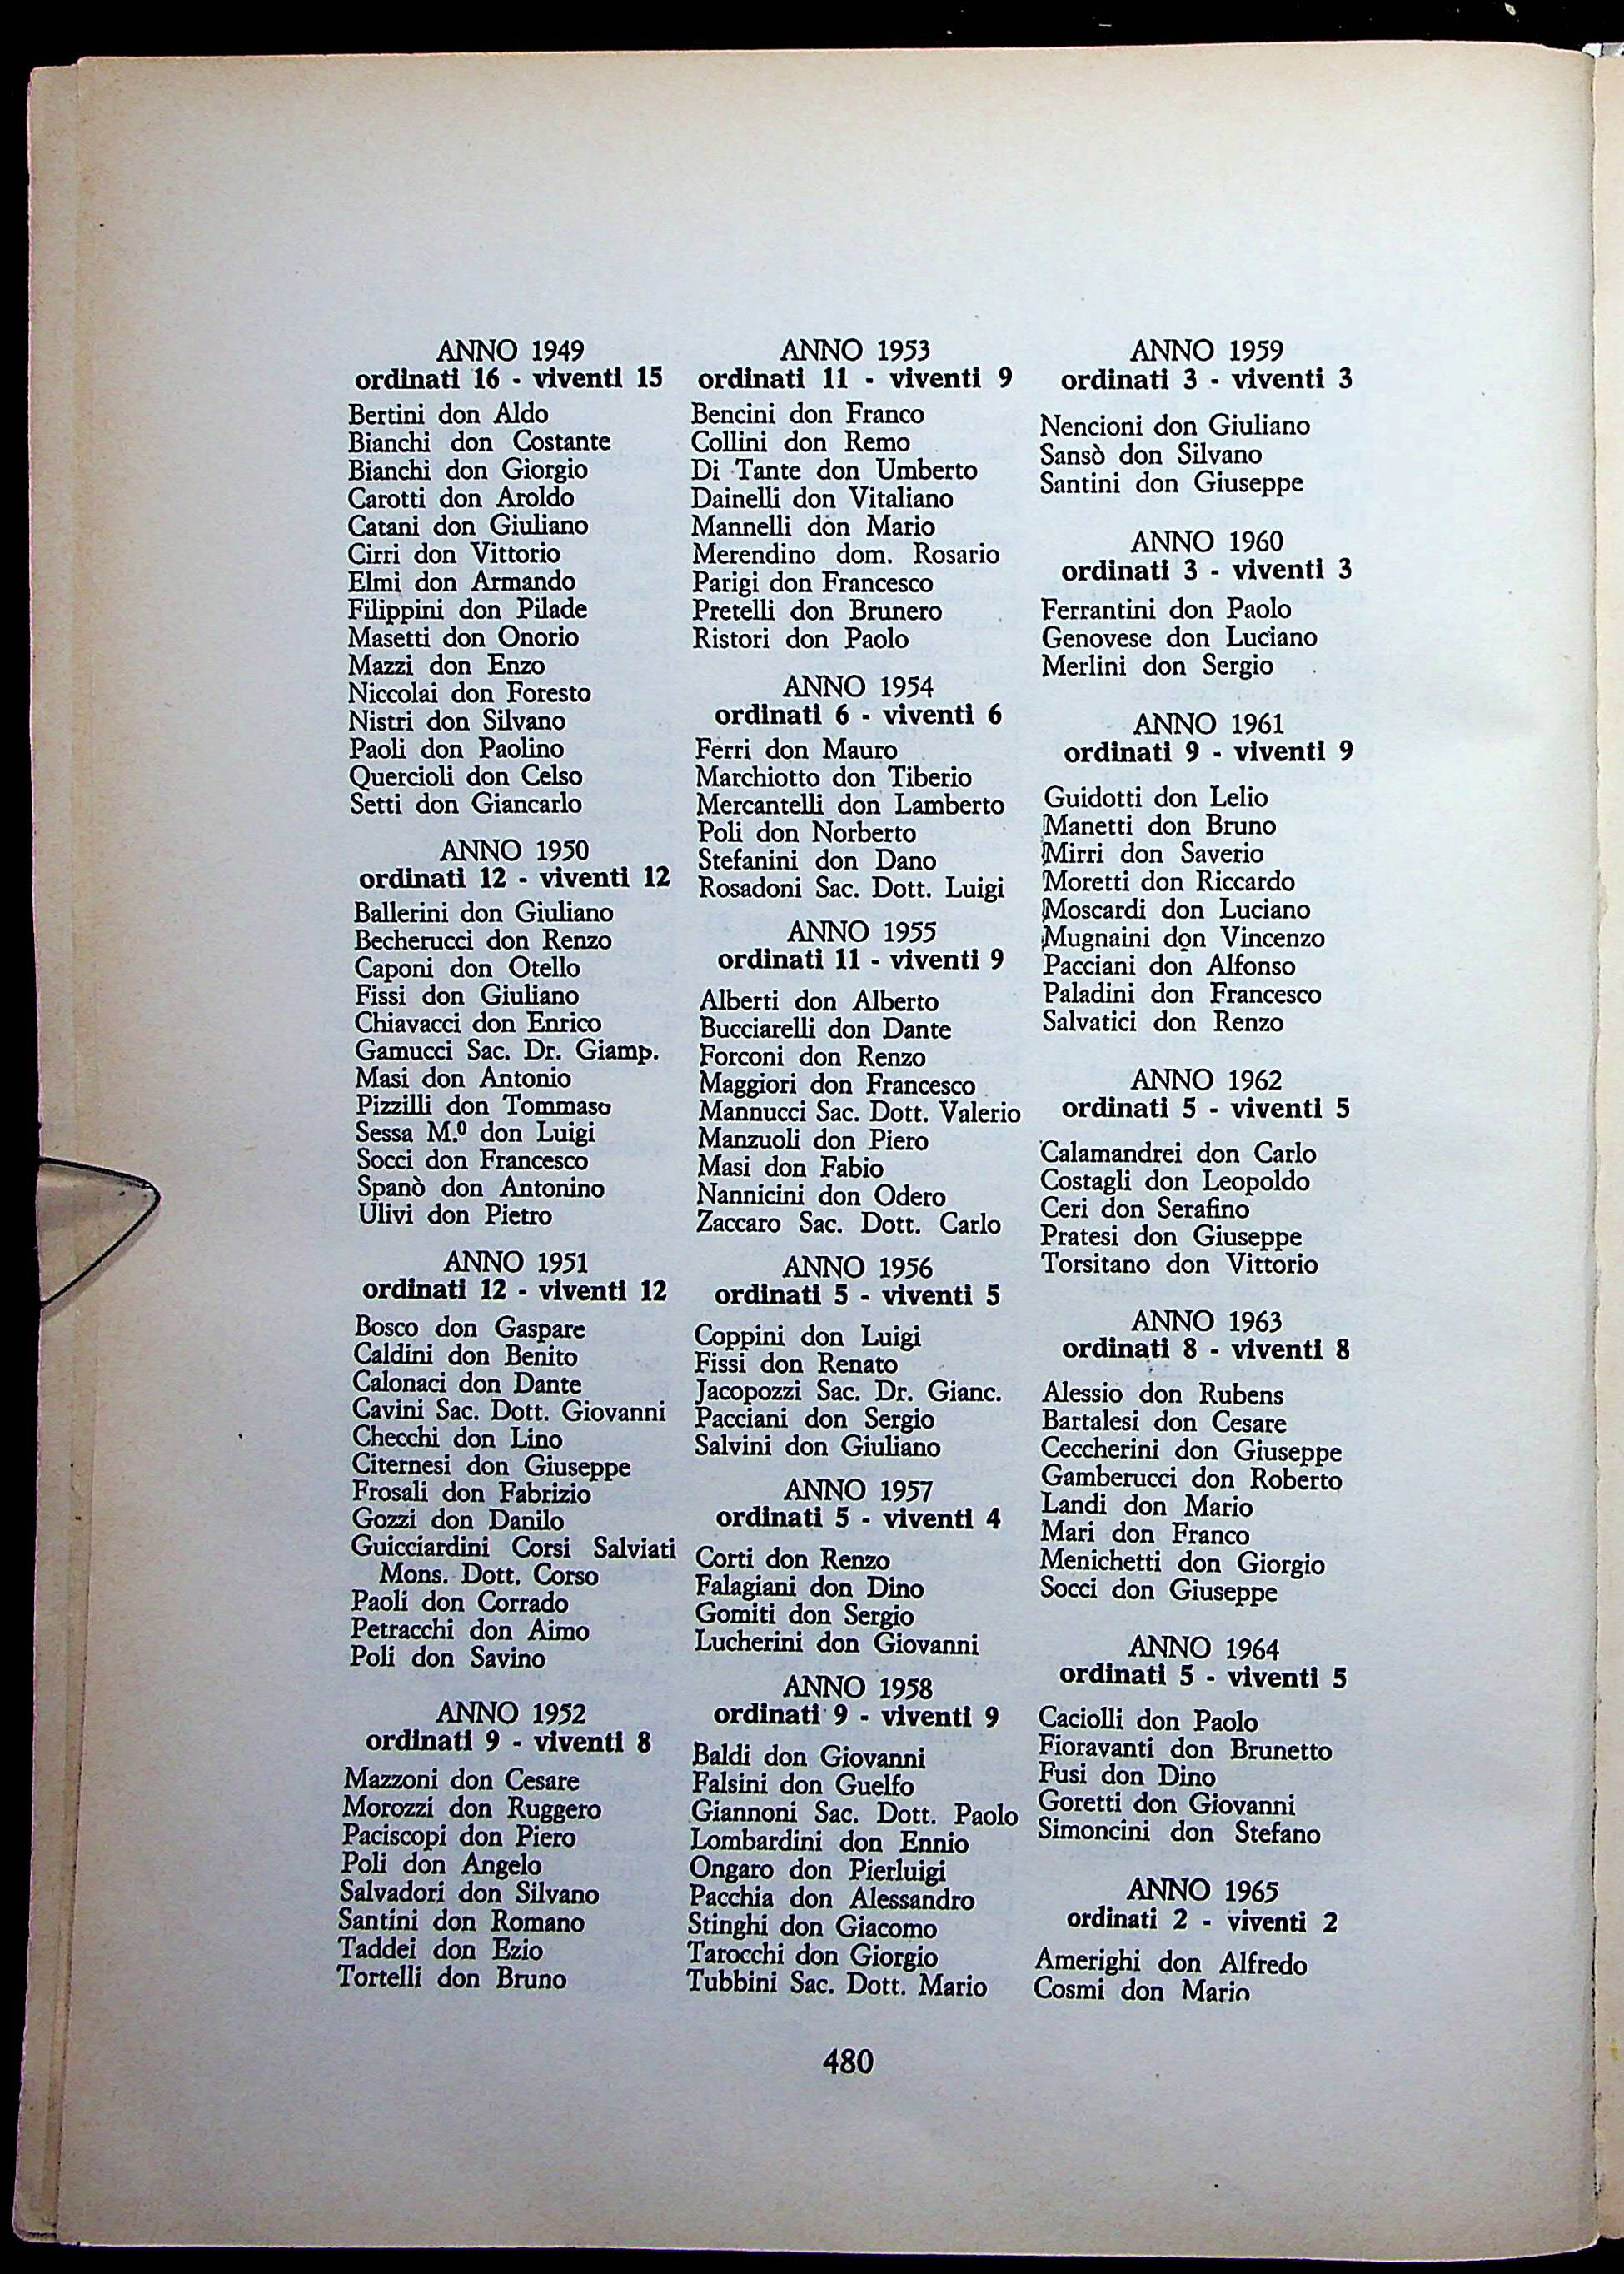 ANNO 1949
ordinati 16 - viventi 15
Bertini don Aldo
Bianchi don Costante
Bianchi don Giorgio
Carotti don Aroldo
Catani don Giuliano
Cirri don Vittorio
Elmi don Armando
Filippini don Pilade
Masetti don Onorio
Mazzi don Enzo
Niccolai don Foresto
Nistri don Silvano
Paoli don Paolino
Quercioli don Celso
Setti don Giancarlo
ANNO 1950
ordinati 12 - viventi 12
Ballerini don Giuliano
Becherucci don Renzo
Caponi don Otello
Fissi don Giuliano
Chiavacci don Enrico
Gamucci Sac. Dr. Giamp.
Masi don Antonio
Pizzilli don Tommaso
Sessa M.º don Luigi
Socci don Francesco
Spanò don Antonino
Ulivi don Pietro
ANNO 1951
ordinati 12 - viventi 12
Bosco don Gaspare
Caldini don Benito
Calonaci don Dante
Cavini Sac. Dott. Giovanni
Checchi don Lino
Citernesi don Giuseppe
Frosali don Fabrizio
Gozzi don Danilo
Guicciardini Corsi Salviati
Mons. Dott. Corso
Paoli don Corrado
Petracchi don Aimo
Poli don Savino
ANNO 1952
ordinati 9 - viventi 8
Mazzoni don Cesare
Morozzi don Ruggero
Paciscopi don Piero
Poli don Angelo
Salvadori don Silvano
Santini don Romano
Taddei don Ezio
Tortelli don Bruno
ANNO 1953
ordinati 11 - viventi 9
Bencini don Franco
Collini don Remo
Di Tante don Umberto
Dainelli don Vitaliano
Mannelli don Mario
Merendino dom. Rosario
Parigi don Francesco
Pretelli don Brunero
Ristori don Paolo
ANNO 1954
ordinati 6 - viventi 6
Ferri don Mauro
Marchiotto don Tiberio
Mercantelli don Lamberto
Poli don Norberto
Stefanini don Dano
Rosadoni Sac. Dott. Luigi
ANNO 1955
ordinati 11 - viventi 9
Alberti don Alberto
Bucciarelli don Dante
Forconi don Renzo
Maggiori don Francesco
Mannucci Sac. Dott. Valerio
Manzuoli don Piero
Masi don Fabio
Nannicini don Odero
Zaccaro Sac. Dott. Carlo
ANNO 1956
ordinati 5 - viventi 5
Coppini don Luigi
Fissi don Renato
Jacopozzi Sac. Dr. Gianc.
Pacciani don Sergio
Salvini don Giuliano
ANNO 1957
ordinati 5 - viventi 4
Corti don Renzo
Falagiani don Dino
Gomiti don Sergio
Lucherini don Giovanni
ANNO 1958
ordinati 9 - viventi 9
Baldi don Giovanni
Falsini don Guelfo
Giannoni Sac. Dott. Paolo
Lombardini don Ennio
Ongaro don Pierluigi
Pacchia don Alessandro
Stinghi don Giacomo
Tarocchi don Giorgio
Tubbini Sac. Dott. Mario
ANNO 1959
ordinati 3 - viventi 3
Nencioni don Giuliano
Sansò don Silvano
Santini don Giuseppe
ANNO 1960
ordinati 3 - viventi 3
Ferrantini don Paolo
Genovese don Luciano
Merlini don Sergio
ANNO 1961
ordinati 9 - viventi 9
Guidotti don Lelio
Manetti don Bruno
Mirri don Saverio
Moretti don Riccardo
Moscardi don Luciano
Mugnaini don Vincenzo
Pacciani don Alfonso
Paladini don Francesco
Salvatici don Renzo
ANNO 1962
ordinati 5 - viventi 5
Calamandrei don Carlo
Costagli don Leopoldo
Ceri don Serafino
Pratesi don Giuseppe
Torsitano don Vittorio
ANNO 1963
ordinati 8 - viventi 8
Alessio don Rubens
Bartalesi don Cesare
Ceccherini don Giuseppe
Gamberucci don Roberto
Landi don Mario
Mari don Franco
Menichetti don Giorgio
Socci don Giuseppe
ANNO 1964
ordinati 5 - viventi 5
Caciolli don Paolo
Fioravanti don Brunetto
Fusi don Dino
Goretti don Giovanni
Simoncini don Stefano
ANNO 1965
ordinati 2 - viventi 2
Amerighi don Alfredo
Cosmi don Mario
480